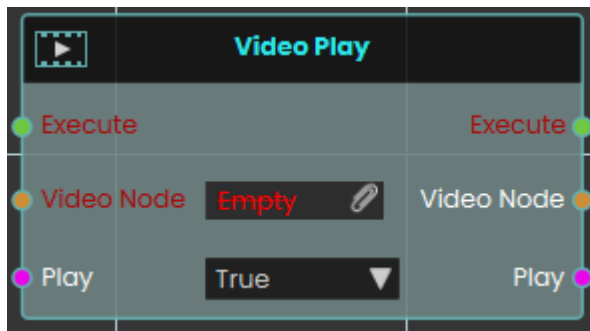 Video Play
Execute Execute
Video Node Empty Video Node
Play True Play